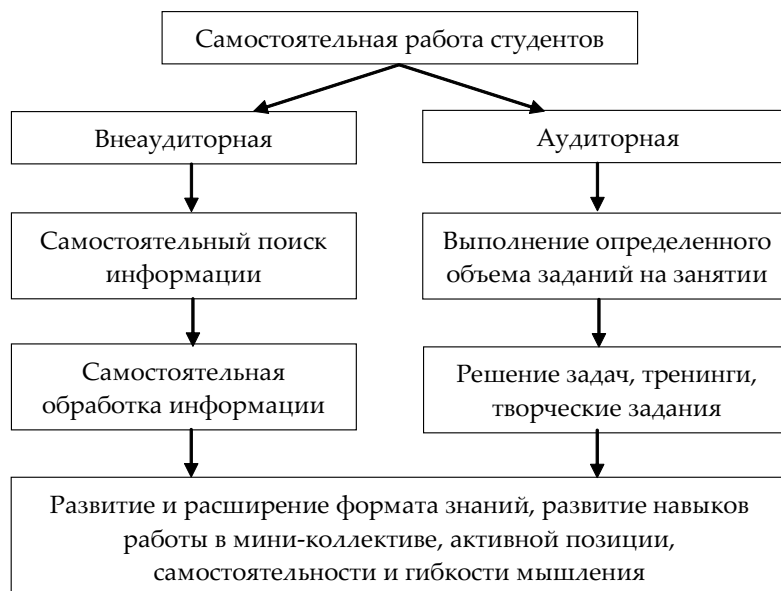 Самостоятельная работа студентов
Внеаудиторная
Аудиторная
Самостоятельный поиск
информации
Выполнение определенного
объема заданий на занятии
Самостоятельная
обработка информации
Решение задач, тренинги,
творческие задания
Развитие и расширение формата знаний, развитие навыков
работы в мини-коллективе, активной позиции,
самостоятельности и гибкости мышления